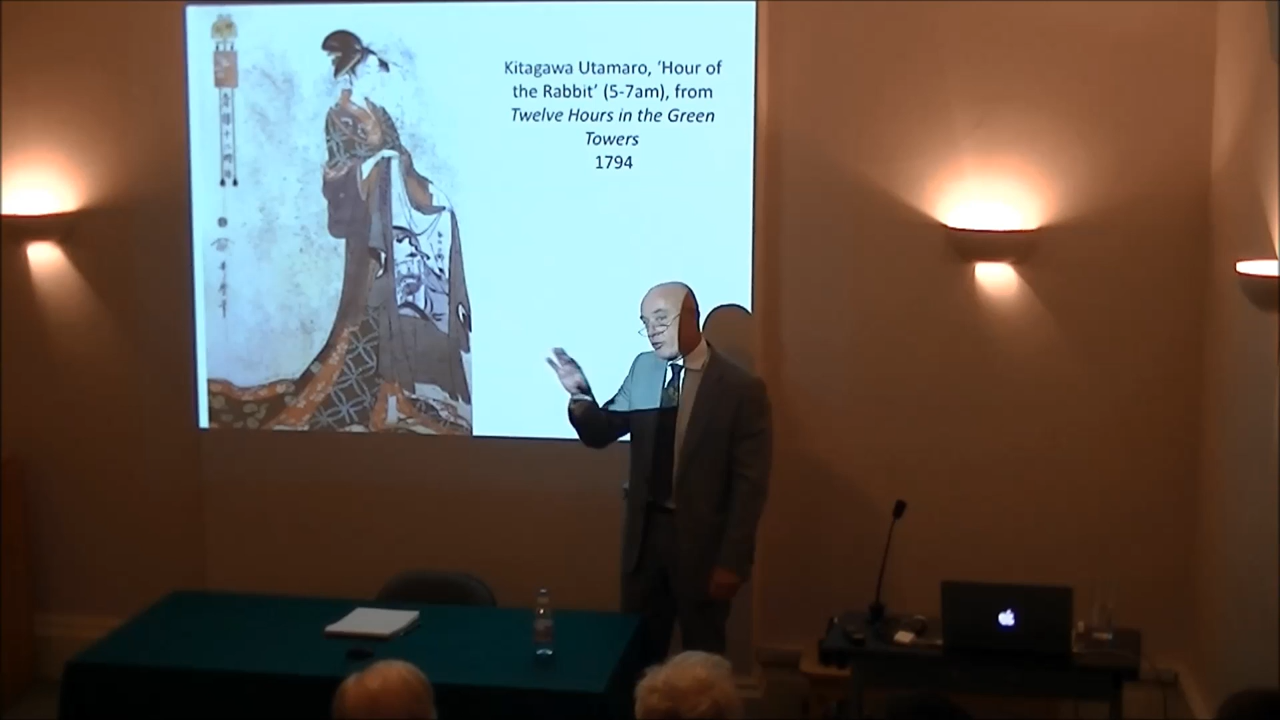 Kitagawa Utamaro, ‘Hour of
the Rabbit’ (5-7am), from
Twelve Hours in the Green
Towers
1794